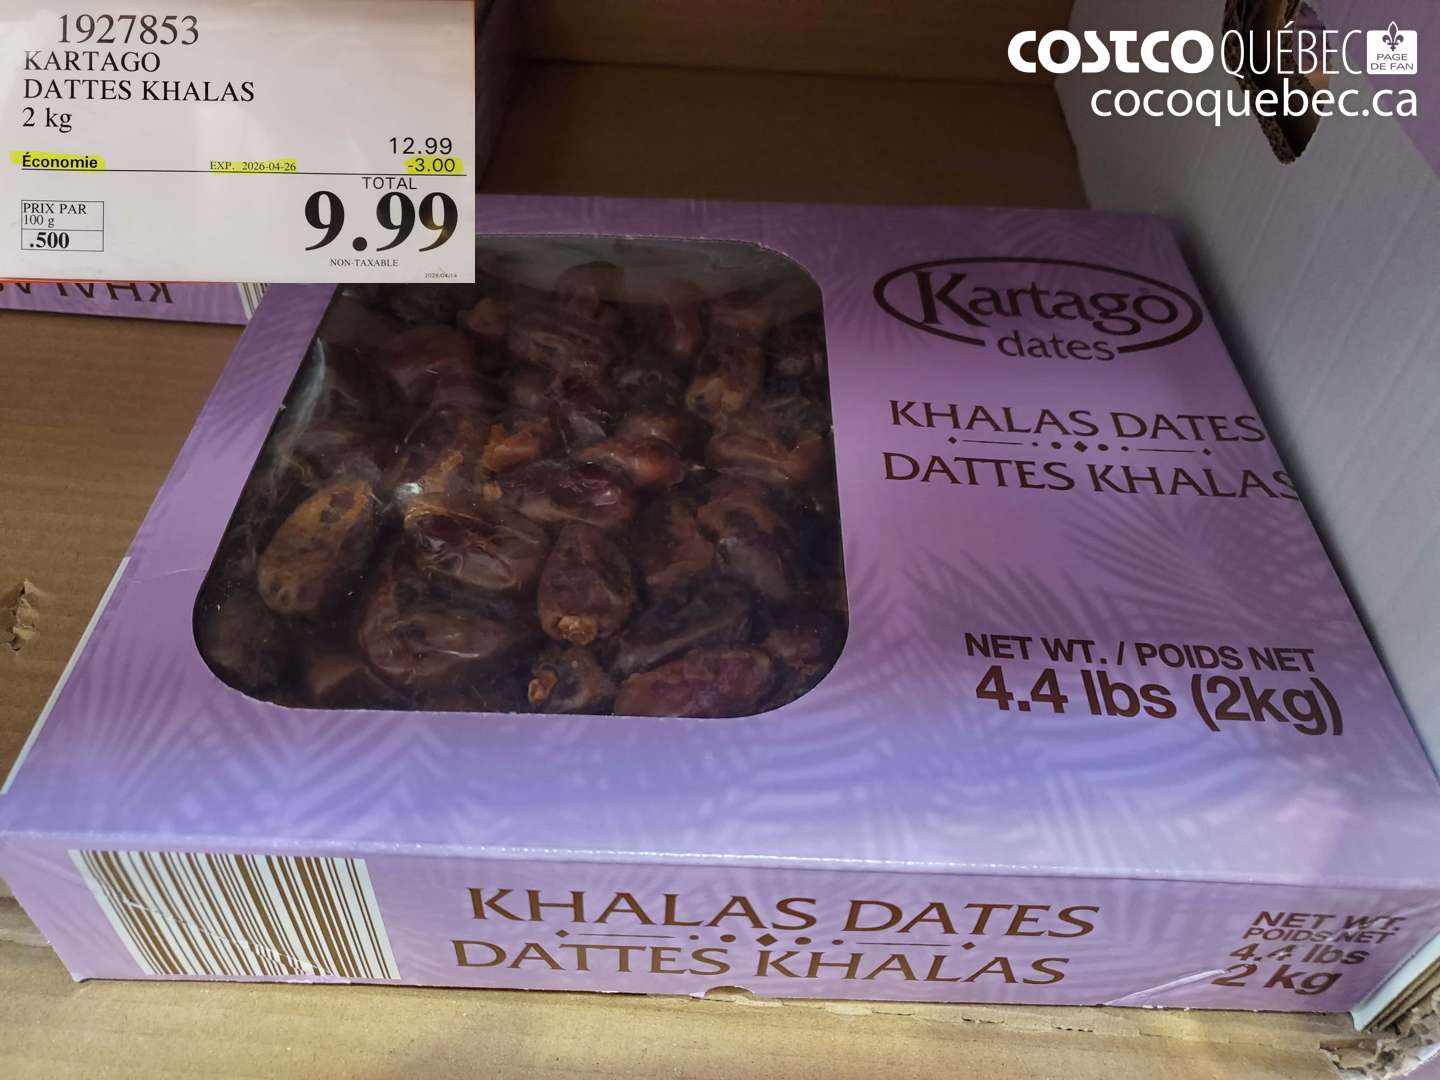 1927853
KARTAGO
DATTES KHALAS
2 kg
12.99
Économie EXP. 2026-04-26 -3.00
TOTAL
9.99
PRIX PAR
100 g
.500
NON-TAXABLE
2026/04/14
COSTCO QUÉBEC
PAGE
DE FAN
cocoquebec.ca
Kartago
dates
KHALAS DATES
DATTES KHALAS
NET WT. / POIDS NET
4.4 lbs (2kg)
KHALAS DATES
DATTES KHALAS
NET WT.
POIDS NET
4.4 lbs
2 kg